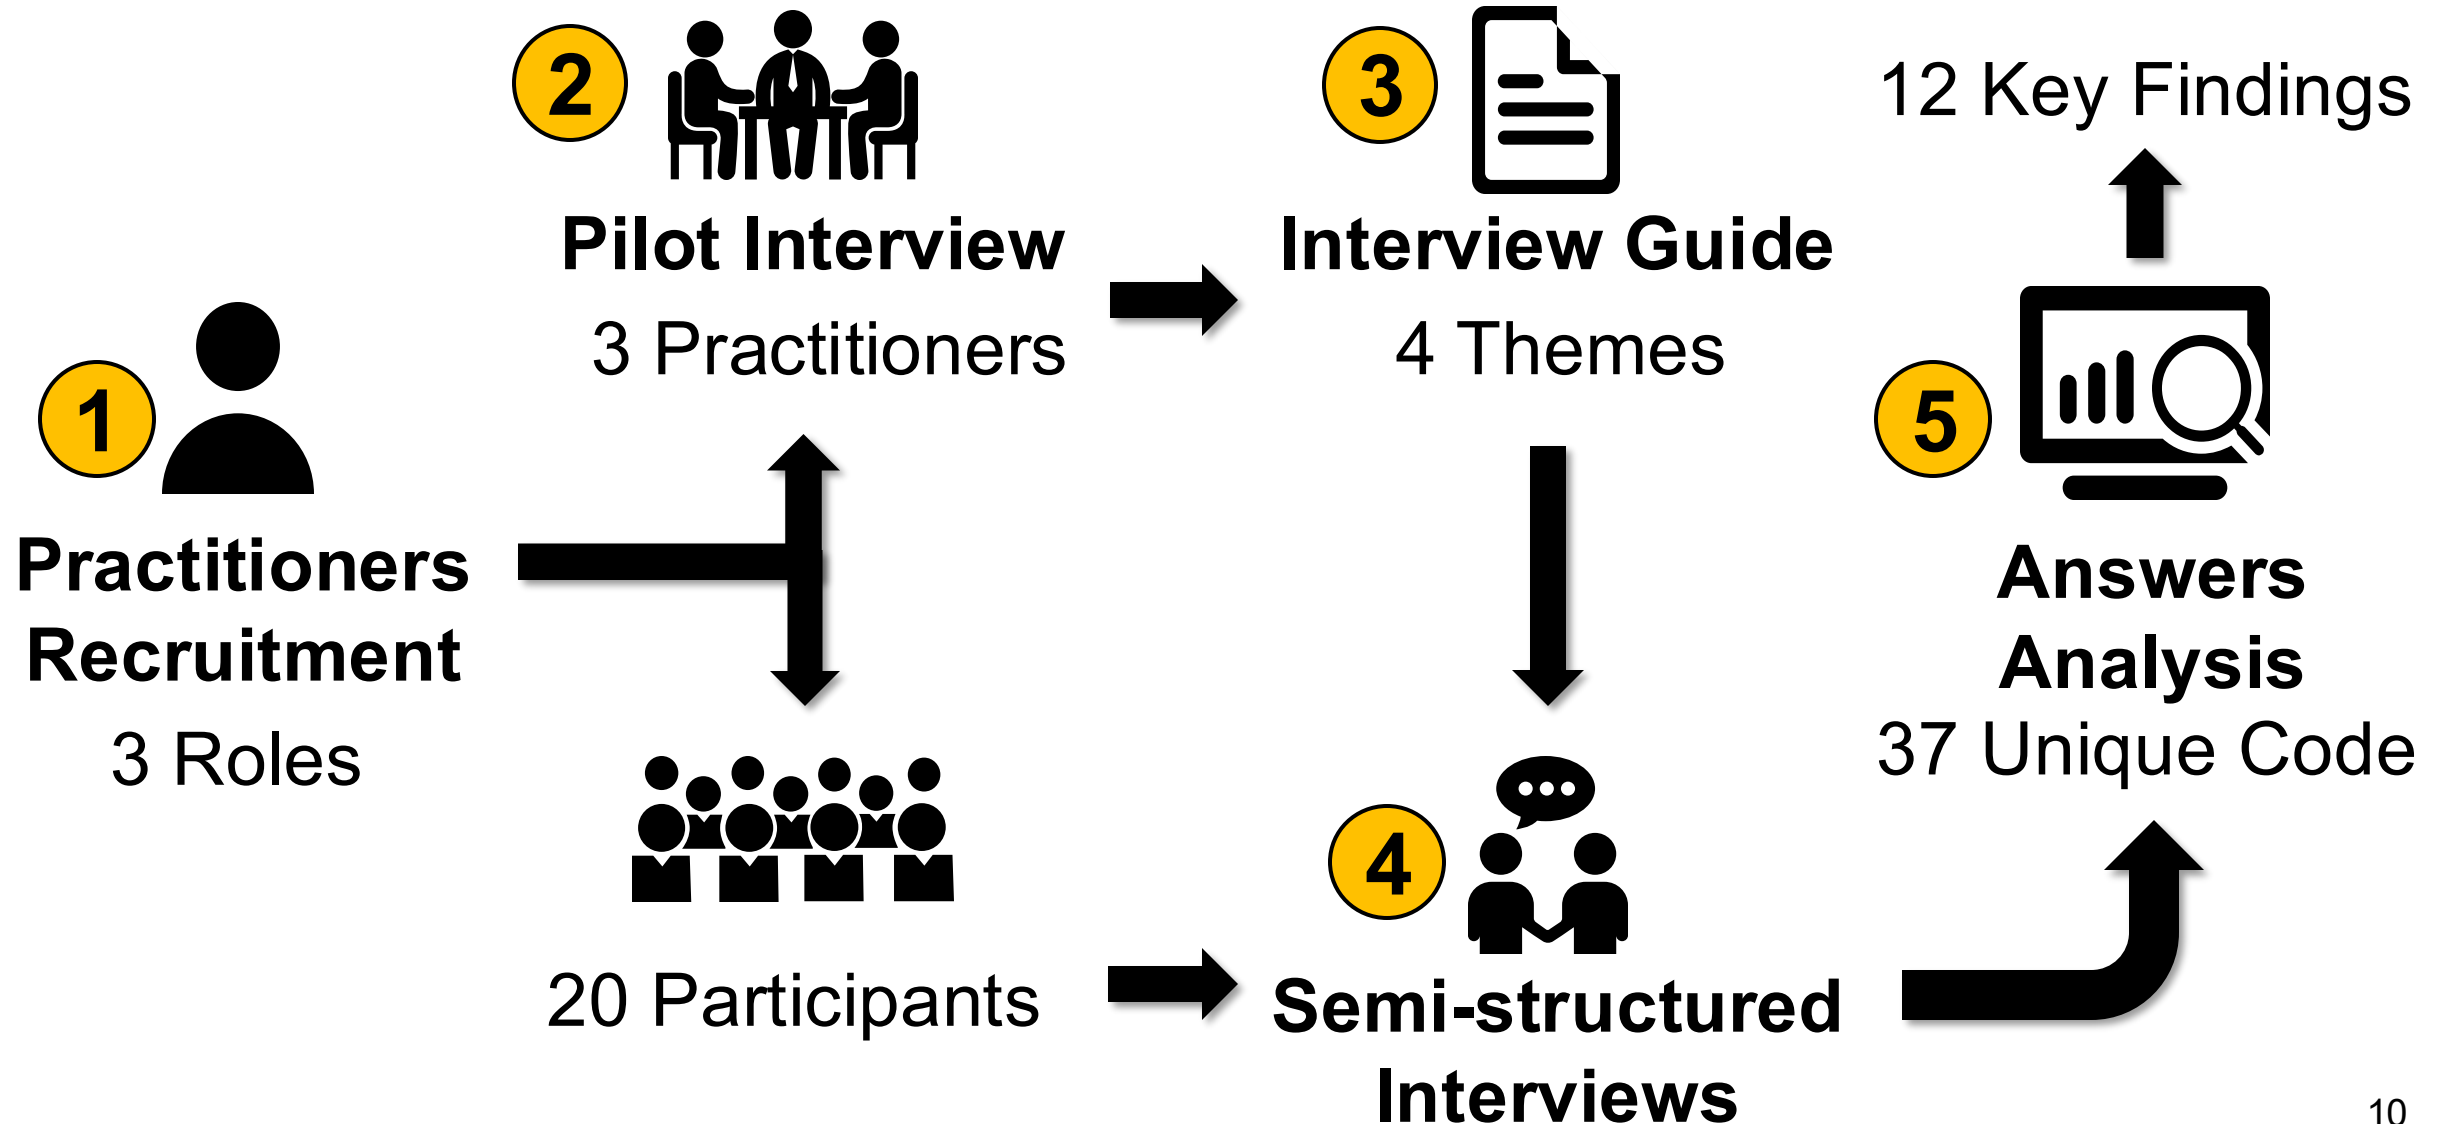 1
Practitioners
Recruitment
3 Roles
2
Pilot Interview
3 Practitioners
20 Participants
3
Interview Guide
4 Themes
4
Semi-structured
Interviews
5
Answers
Analysis
37 Unique Code
12 Key Findings
10